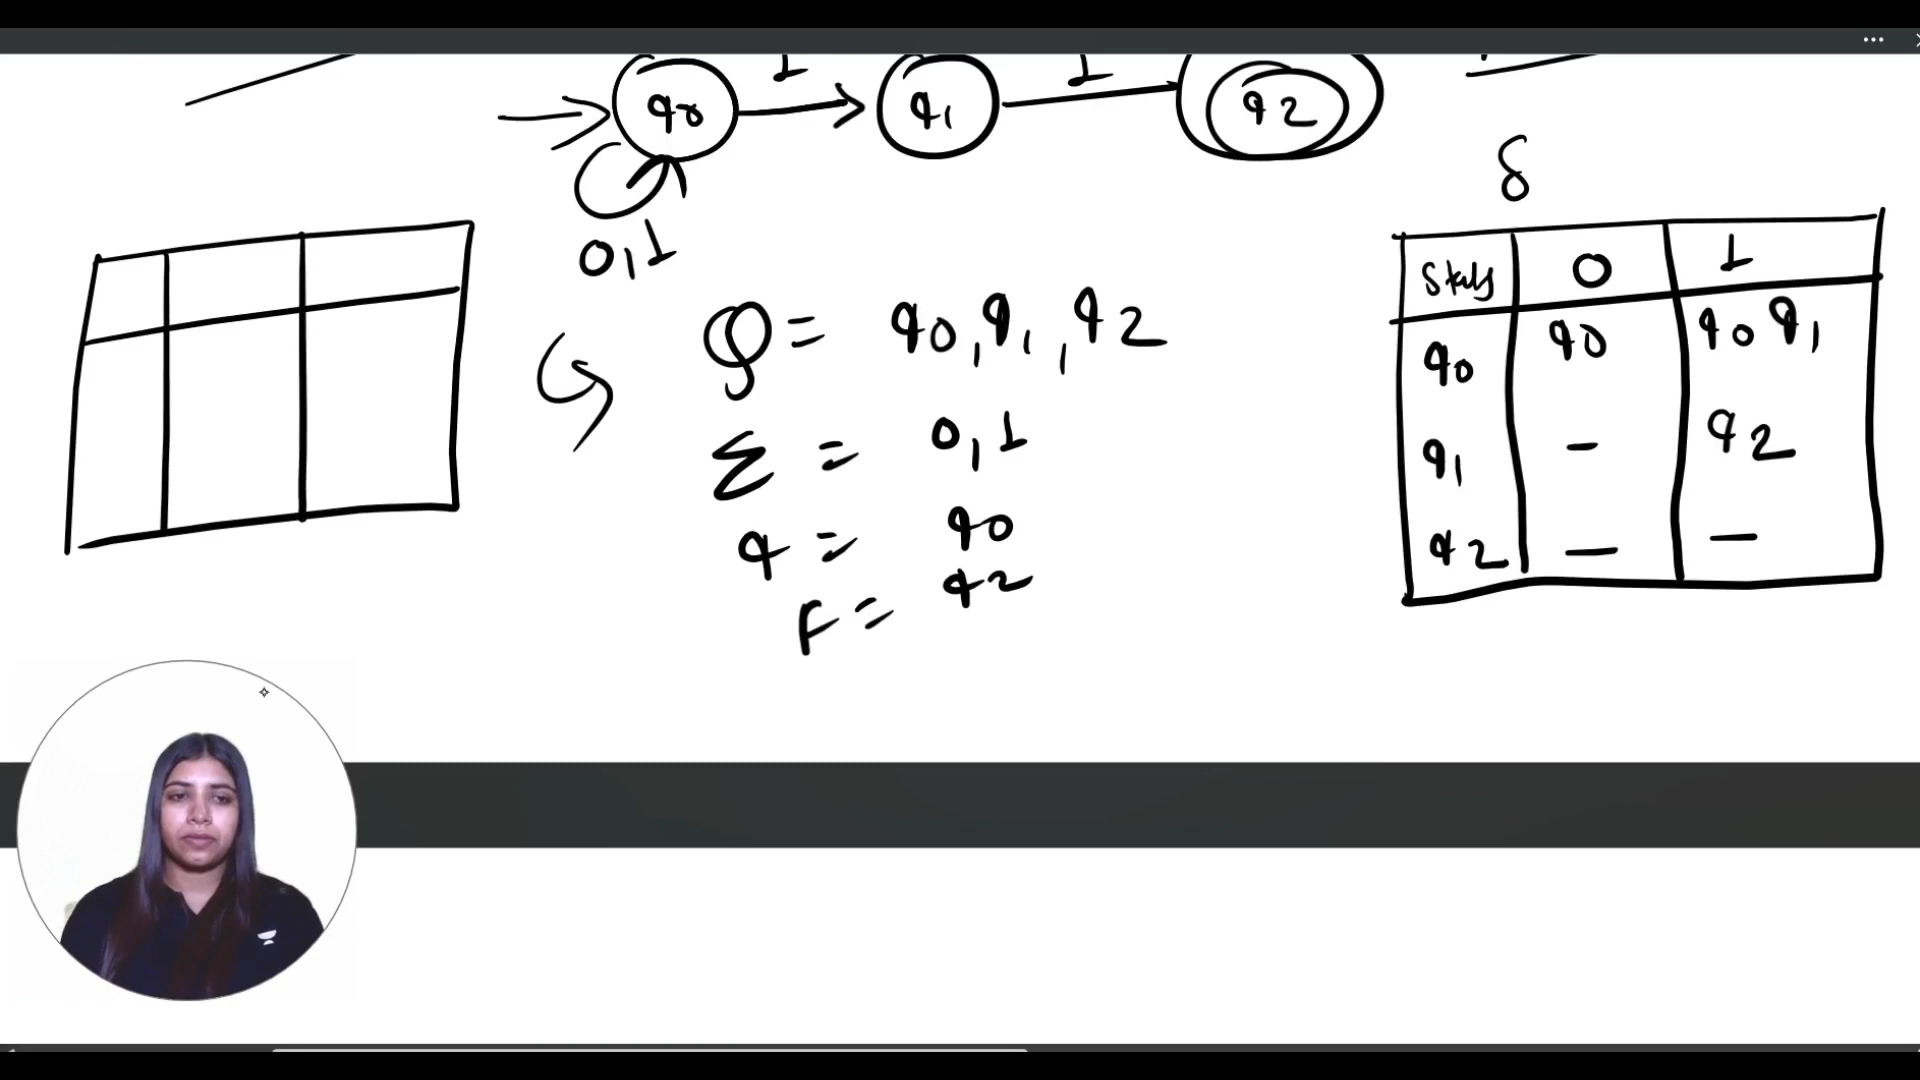 1 1
q0 q1 q2
0,1
δ
Q = q0, q1, q2
Σ = 0,1
q = q0
F = q2
States 0 1
q0 q0 q0 q1
q1 - q2
q2 - -